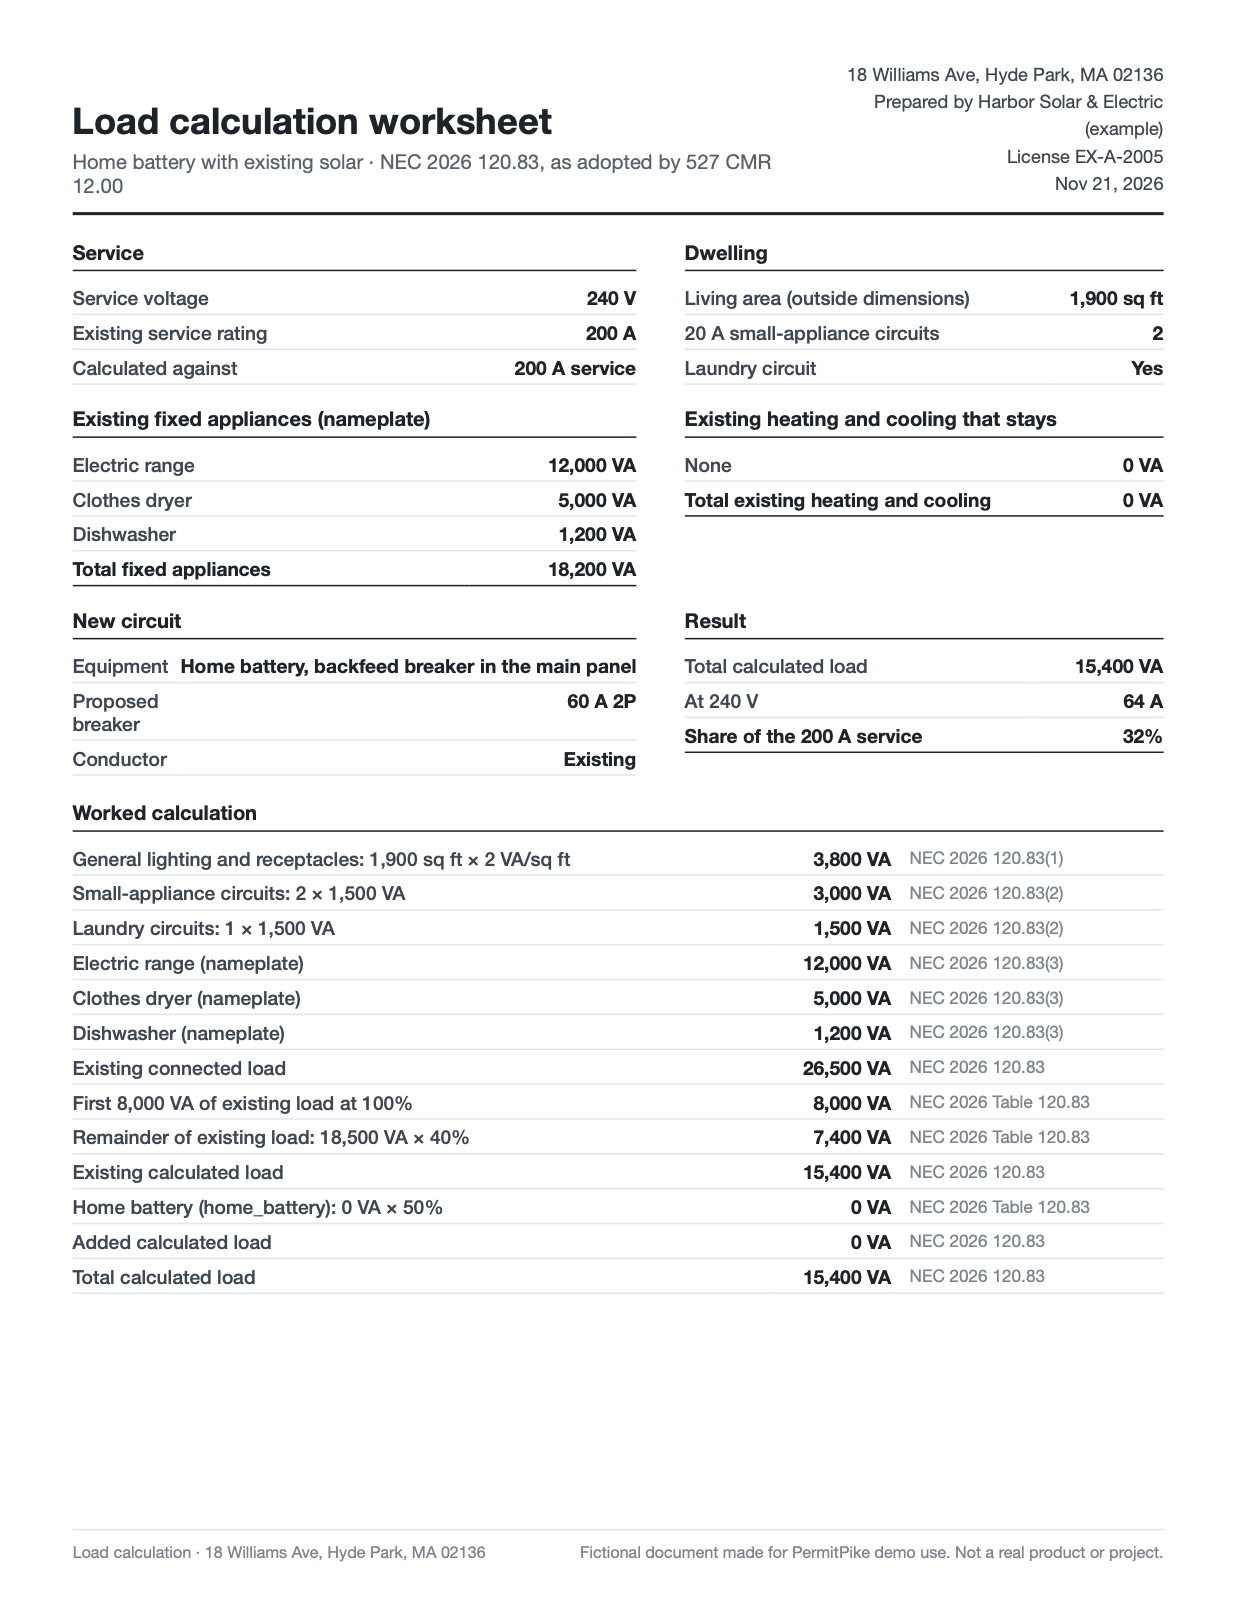 18 Williams Ave, Hyde Park, MA 02136
Prepared by Harbor Solar & Electric
(example)
License EX-A-2005
Nov 21, 2026
Load calculation worksheet
Home battery with existing solar · NEC 2026 120.83, as adopted by 527 CMR
12.00
Service
Service voltage 240 V
Existing service rating 200 A
Calculated against 200 A service
Dwelling
Living area (outside dimensions) 1,900 sq ft
20 A small-appliance circuits 2
Laundry circuit Yes
Existing fixed appliances (nameplate)
Electric range 12,000 VA
Clothes dryer 5,000 VA
Dishwasher 1,200 VA
Total fixed appliances 18,200 VA
Existing heating and cooling that stays
None 0 VA
Total existing heating and cooling 0 VA
New circuit
Equipment Home battery, backfeed breaker in the main panel
Proposed 60 A 2P
breaker
Conductor Existing
Result
Total calculated load 15,400 VA
At 240 V 64 A
Share of the 200 A service 32%
Worked calculation
General lighting and receptacles: 1,900 sq ft × 2 VA/sq ft 3,800 VA NEC 2026 120.83(1)
Small-appliance circuits: 2 × 1,500 VA 3,000 VA NEC 2026 120.83(2)
Laundry circuits: 1 × 1,500 VA 1,500 VA NEC 2026 120.83(2)
Electric range (nameplate) 12,000 VA NEC 2026 120.83(3)
Clothes dryer (nameplate) 5,000 VA NEC 2026 120.83(3)
Dishwasher (nameplate) 1,200 VA NEC 2026 120.83(3)
Existing connected load 26,500 VA NEC 2026 120.83
First 8,000 VA of existing load at 100% 8,000 VA NEC 2026 Table 120.83
Remainder of existing load: 18,500 VA × 40% 7,400 VA NEC 2026 Table 120.83
Existing calculated load 15,400 VA NEC 2026 120.83
Home battery (home_battery): 0 VA × 50% 0 VA NEC 2026 Table 120.83
Added calculated load 0 VA NEC 2026 120.83
Total calculated load 15,400 VA NEC 2026 120.83
Load calculation · 18 Williams Ave, Hyde Park, MA 02136 Fictional document made for PermitPike demo use. Not a real product or project.